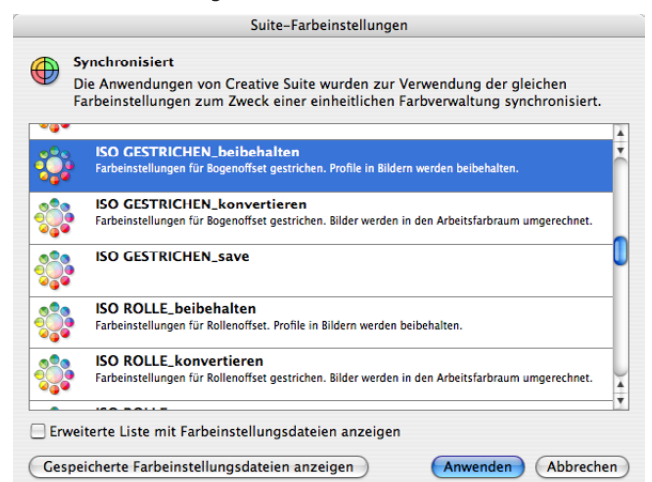 Suite-Farbeinstellungen
Synchronisiert
Die Anwendungen von Creative Suite wurden zur Verwendung der gleichen
Farbeinstellungen zum Zweck einer einheitlichen Farbverwaltung synchronisiert.
ISO GESTRICHEN_beibehalten
Farbeinstellungen für Bogenoffset gestrichen. Profile in Bildern werden beibehalten.
ISO GESTRICHEN_konvertieren
Farbeinstellungen für Bogenoffset gestrichen. Bilder werden in den Arbeitsfarbraum umgerechnet.
ISO GESTRICHEN_save
ISO ROLLE_beibehalten
Farbeinstellungen für Rollenoffset. Profile in Bildern werden beibehalten.
ISO ROLLE_konvertieren
Farbeinstellungen für Rollenoffset gestrichen. Bilder werden in den Arbeitsfarbraum umgerechnet.
Erweiterte Liste mit Farbeinstellungsdateien anzeigen
Gespeicherte Farbeinstellungsdateien anzeigen
Anwenden
Abbrechen